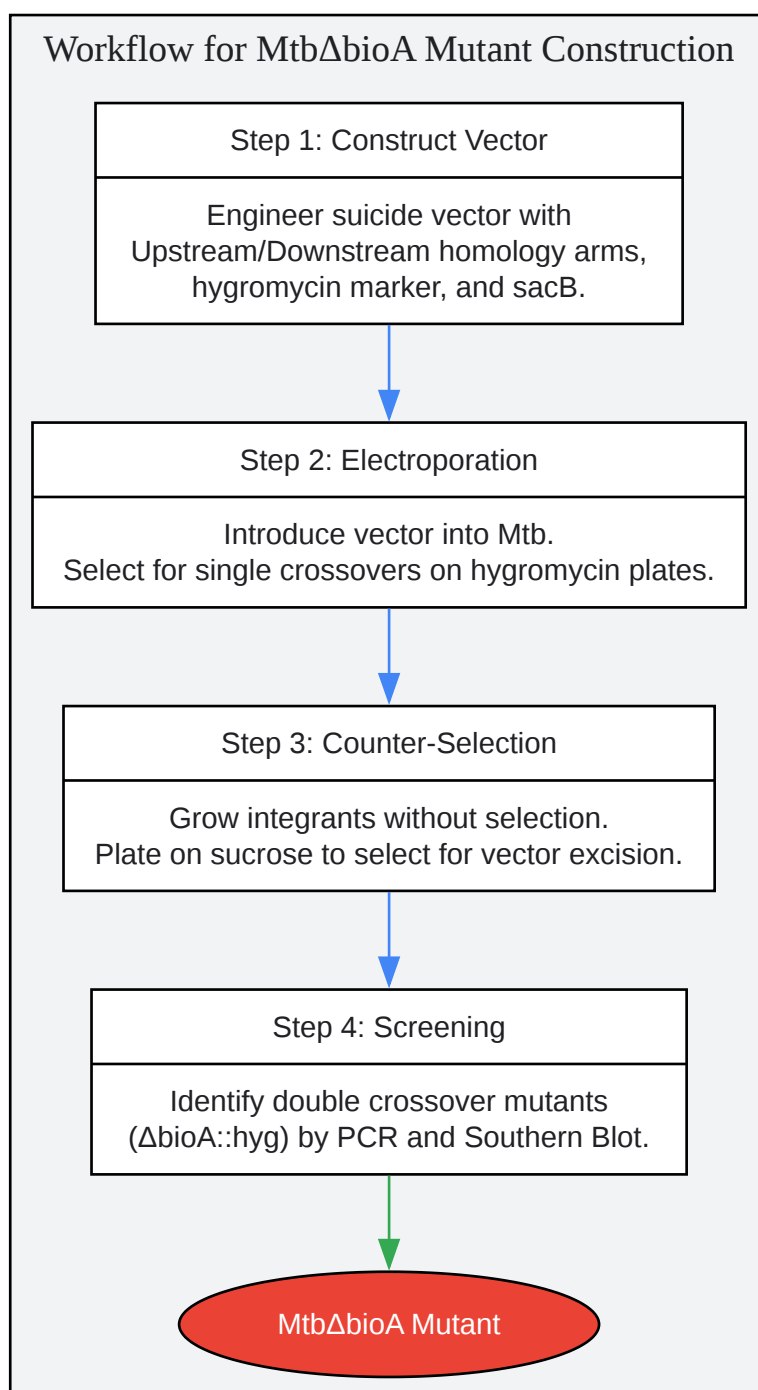 Workflow for MtbΔbioA Mutant Construction
Step 1: Construct Vector
Engineer suicide vector with
Upstream/Downstream homology arms,
hygromycin marker, and sacB.
Step 2: Electroporation
Introduce vector into Mtb.
Select for single crossovers on hygromycin plates.
Step 3: Counter-Selection
Grow integrants without selection.
Plate on sucrose to select for vector excision.
Step 4: Screening
Identify double crossover mutants
(ΔbioA::hyg) by PCR and Southern Blot.
MtbΔbioA Mutant